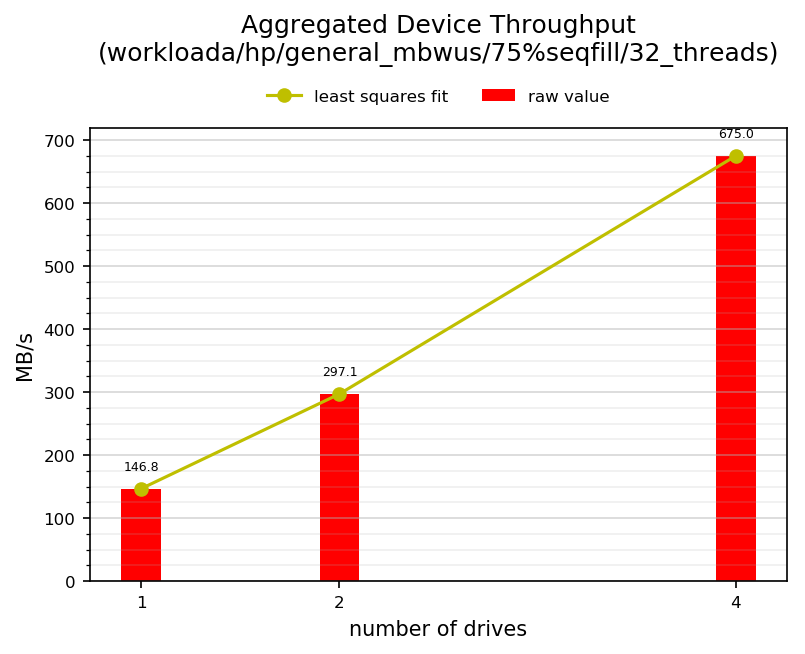 Aggregated Device Throughput
(workloada/hp/general_mbwus/75%seqfill/32_threads)
least squares fit
raw value
700
600
500
400
300
200
100
0
MB/s
146.8
297.1
675.0
1
2
4
number of drives